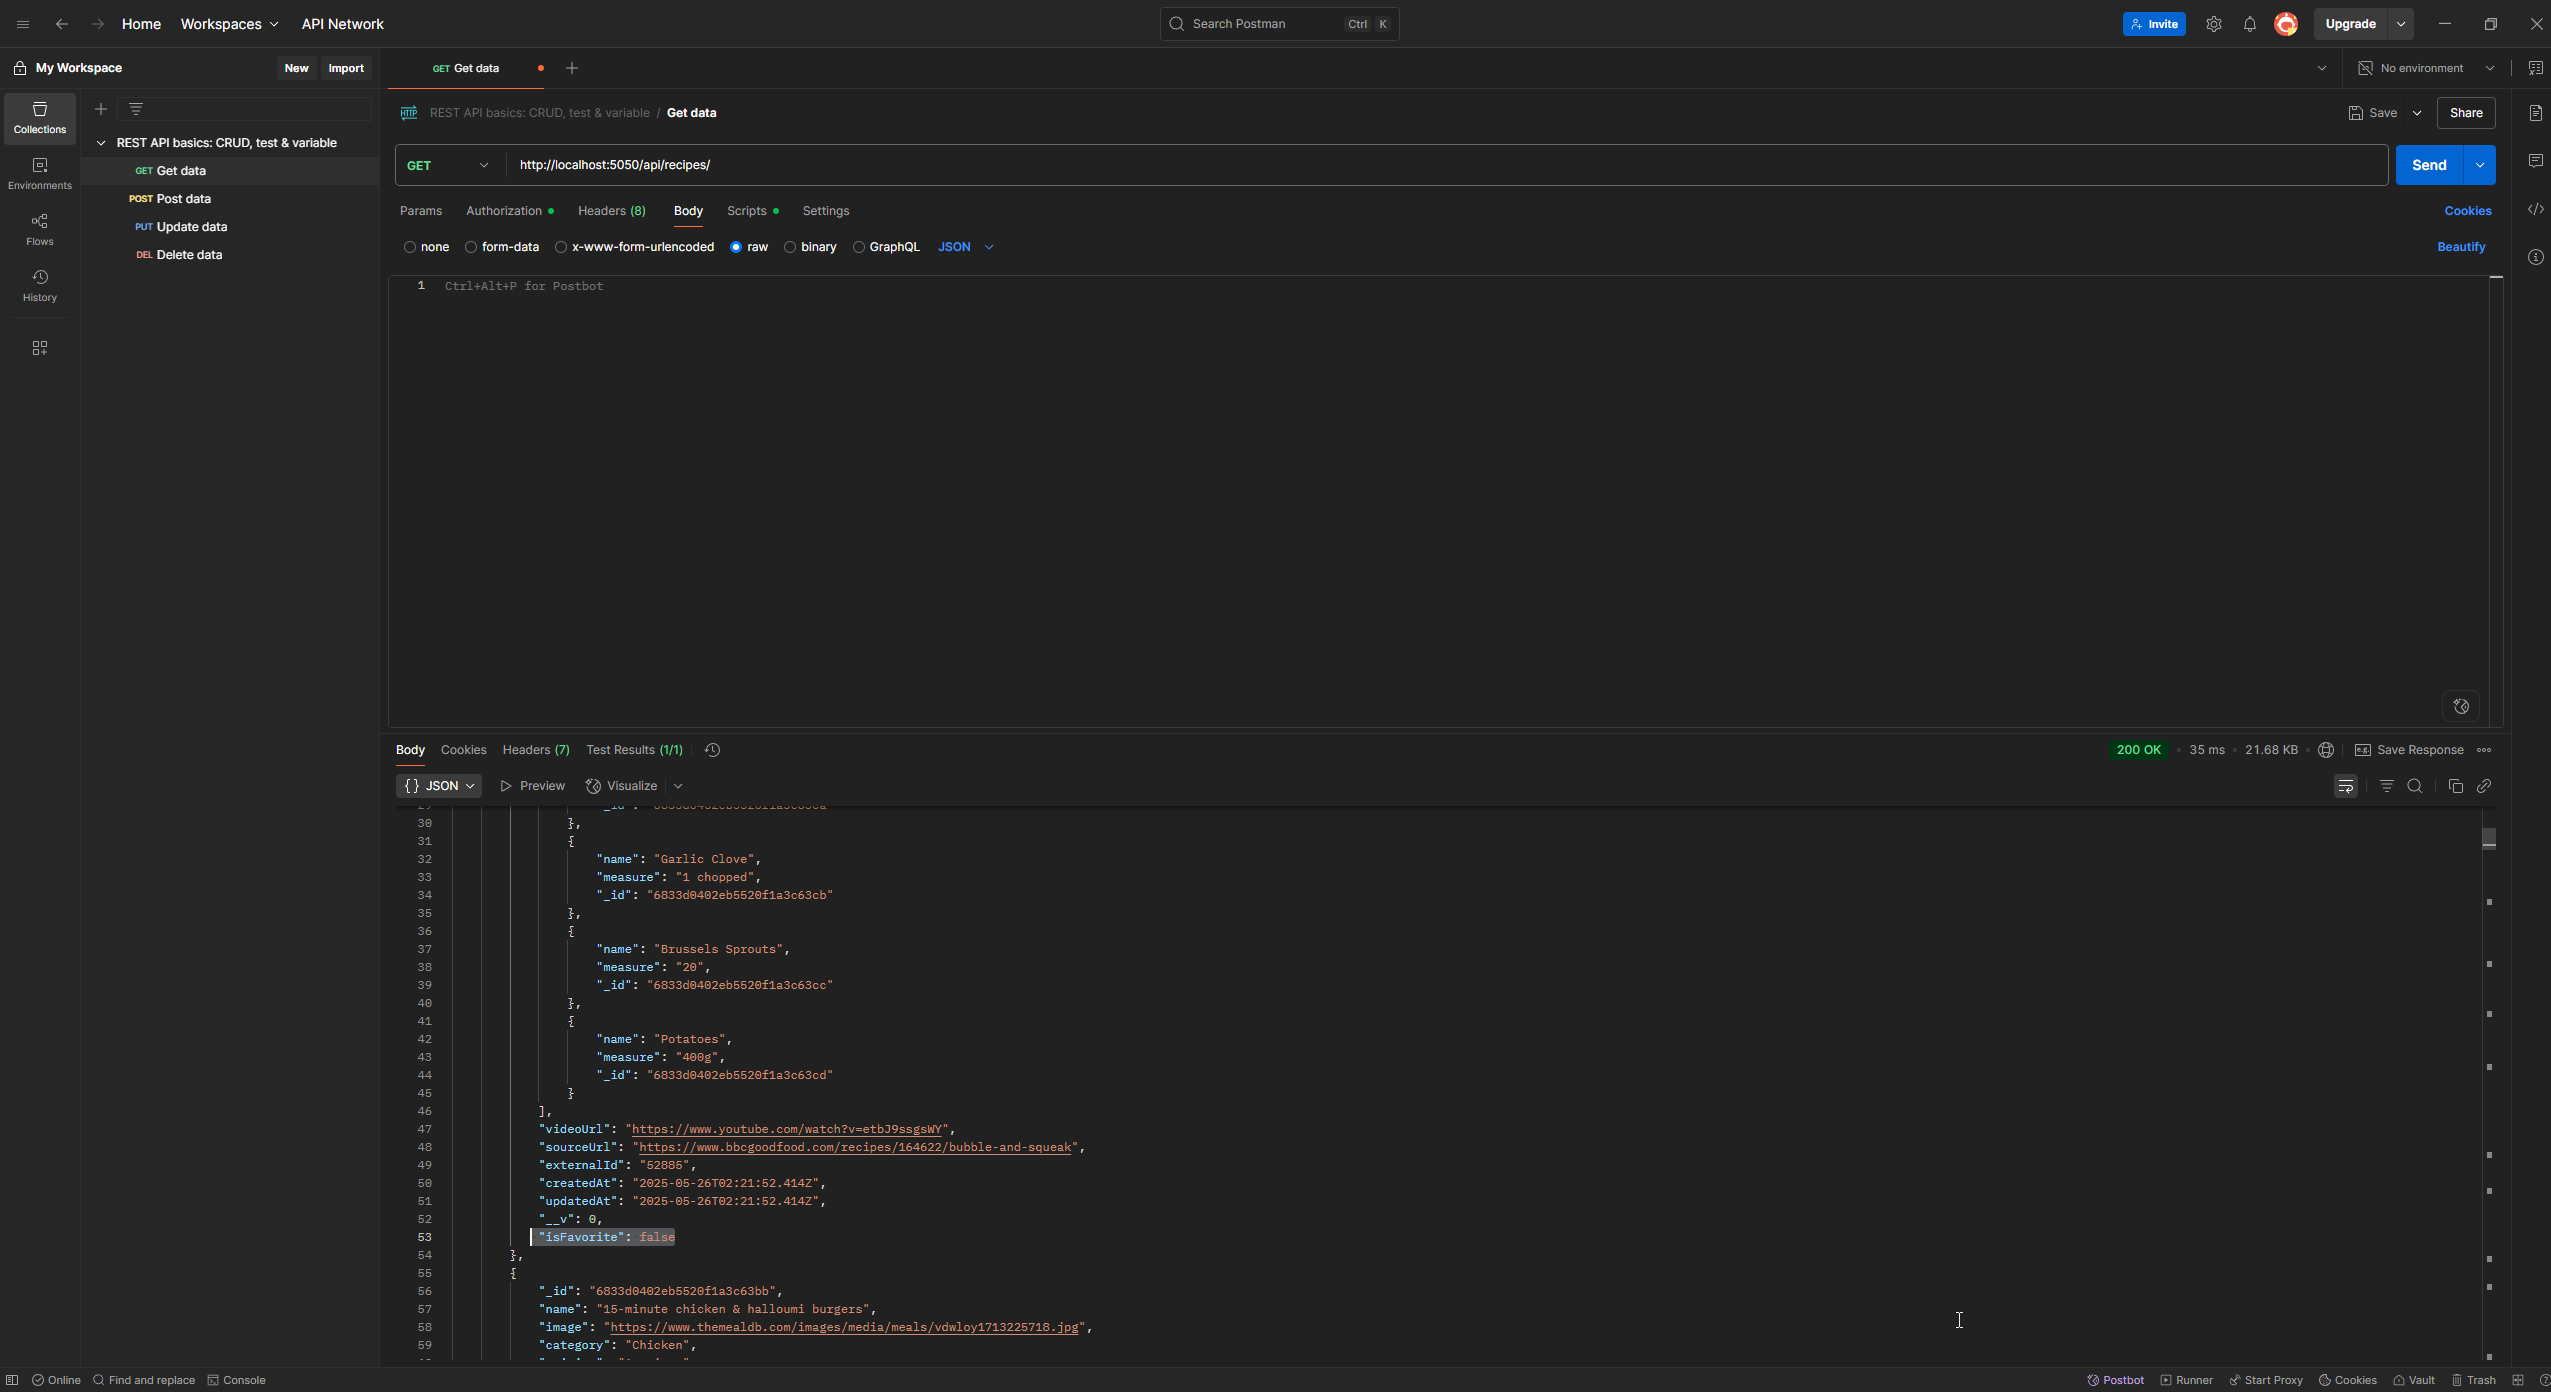 Home Workspaces API Network
Search Postman Ctrl K
Invite Upgrade
My Workspace New Import
GET Get data
No environment
Collections
Environments
Flows
History
REST API basics: CRUD, test & variable
GET Get data
POST Post data
PUT Update data
DEL Delete data
HTTP REST API basics: CRUD, test & variable / Get data
Save Share
GET http://localhost:5050/api/recipes/
Send
Params Authorization Headers (8) Body Scripts Settings Cookies
none form-data x-www-form-urlencoded raw binary GraphQL JSON Beautify
1 Ctrl+Alt+P for Postbot
Body Cookies Headers (7) Test Results (1/1) 200 OK 35 ms 21.68 KB Save Response
{} JSON Preview Visualize
30 },
31 {
32 "name": "Garlic Clove",
33 "measure": "1 chopped",
34 "_id": "6833d0402eb5520f1a3c63cb"
35 },
36 {
37 "name": "Brussels Sprouts",
38 "measure": "20",
39 "_id": "6833d0402eb5520f1a3c63cc"
40 },
41 {
42 "name": "Potatoes",
43 "measure": "400g",
44 "_id": "6833d0402eb5520f1a3c63cd"
45 }
46 ],
47 "videoUrl": "https://www.youtube.com/watch?v=etbJ9ssgsWY",
48 "sourceUrl": "https://www.bbcgoodfood.com/recipes/164622/bubble-and-squeak",
49 "externalId": "52885",
50 "createdAt": "2025-05-26T02:21:52.414Z",
51 "updatedAt": "2025-05-26T02:21:52.414Z",
52 "__v": 0,
53 "isFavorite": false
54 },
55 {
56 "_id": "6833d0402eb5520f1a3c63bb",
57 "name": "15-minute chicken & halloumi burgers",
58 "image": "https://www.themealdb.com/images/media/meals/vdwloy1713225718.jpg",
59 "category": "Chicken",
Online Find and replace Console Postbot Runner Start Proxy Cookies Vault Trash